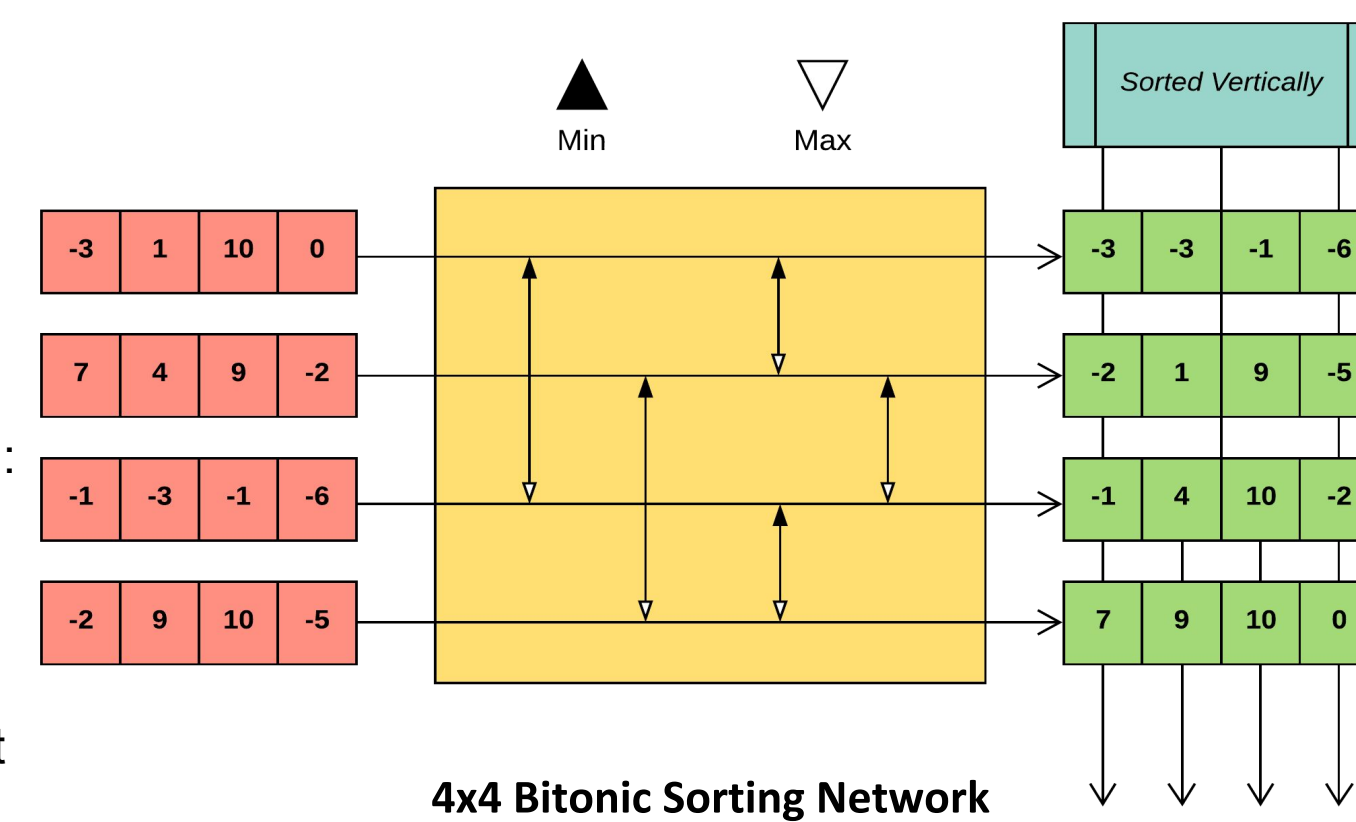 Sorted Vertically
Min Max
-3 1 10 0 -3 -3 -1 -6
7 4 9 -2 -2 1 9 -5
:
-1 -3 -1 -6 -1 4 10 -2
-2 9 10 -5 7 9 10 0
t
4x4 Bitonic Sorting Network